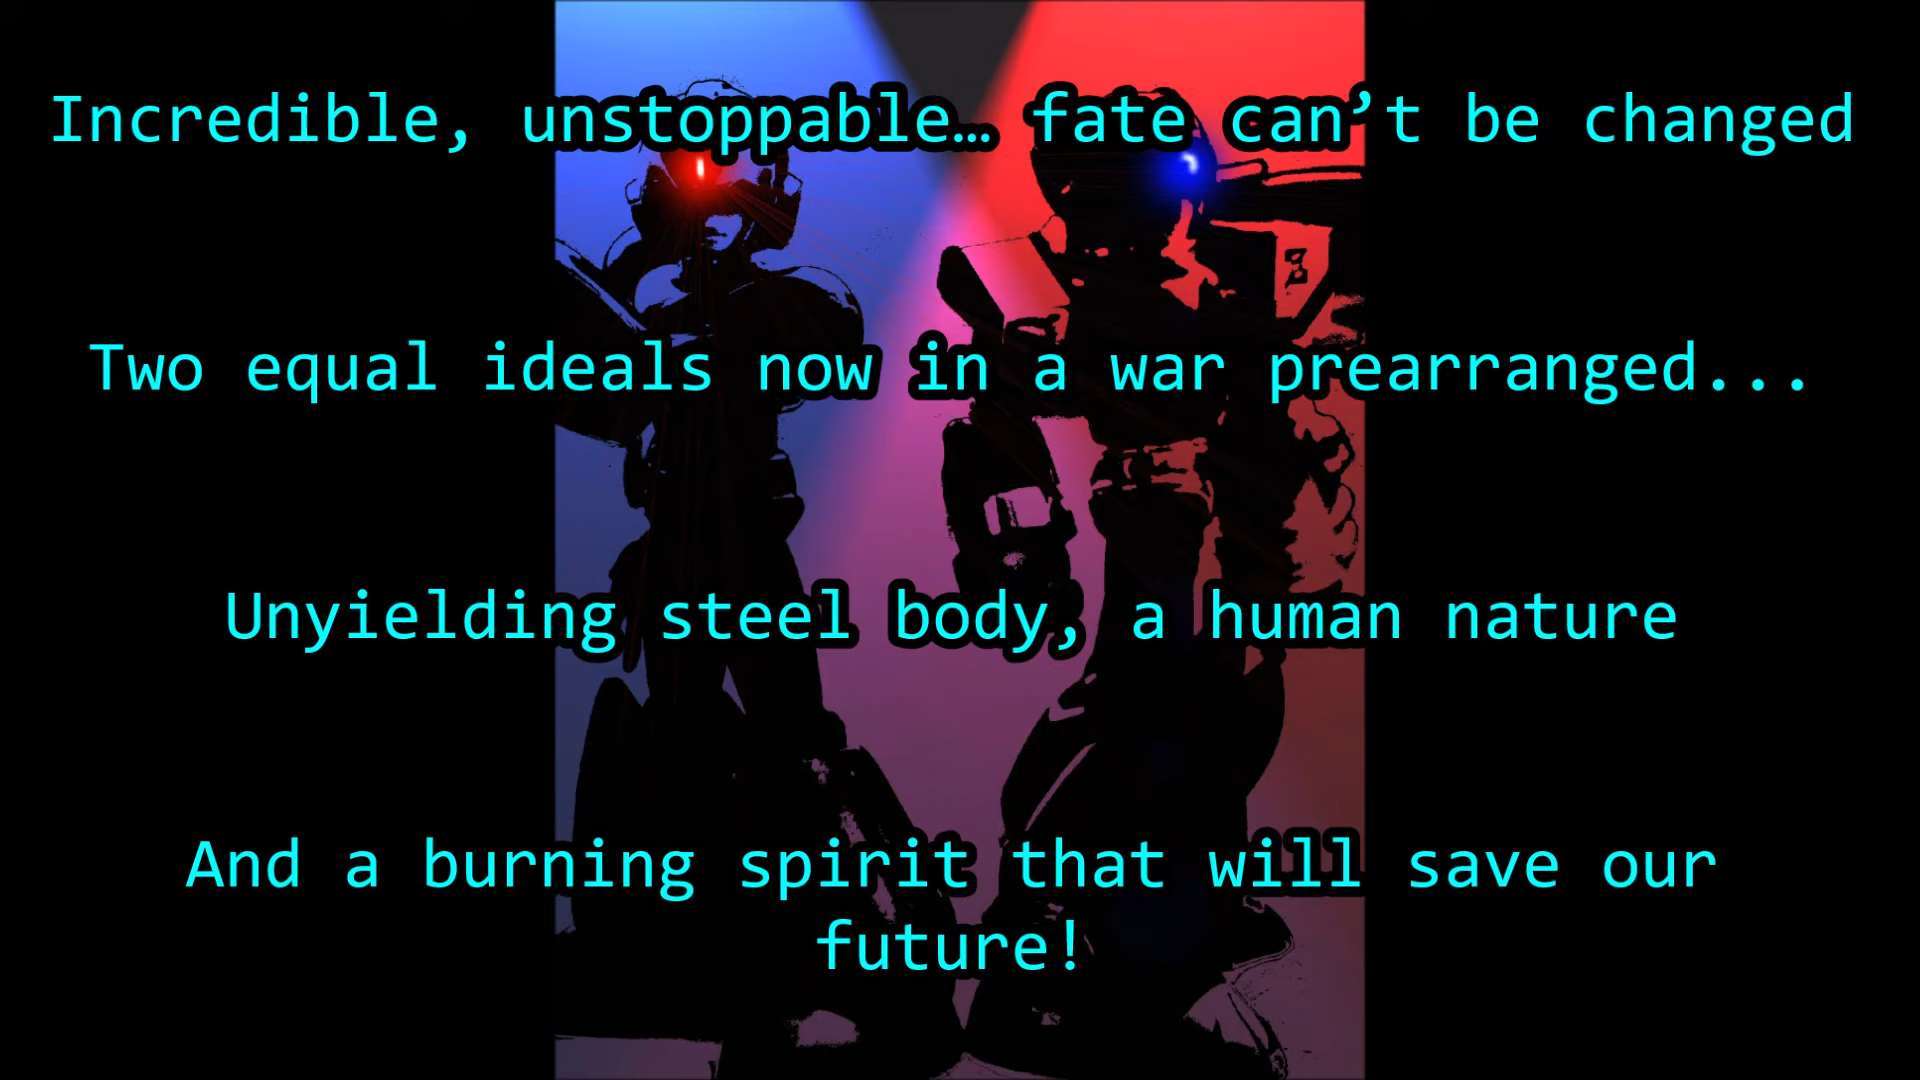 Incredible, unstoppable… fate can’t be changed
Two equal ideals now in a war prearranged...
Unyielding steel body, a human nature
And a burning spirit that will save our
future!